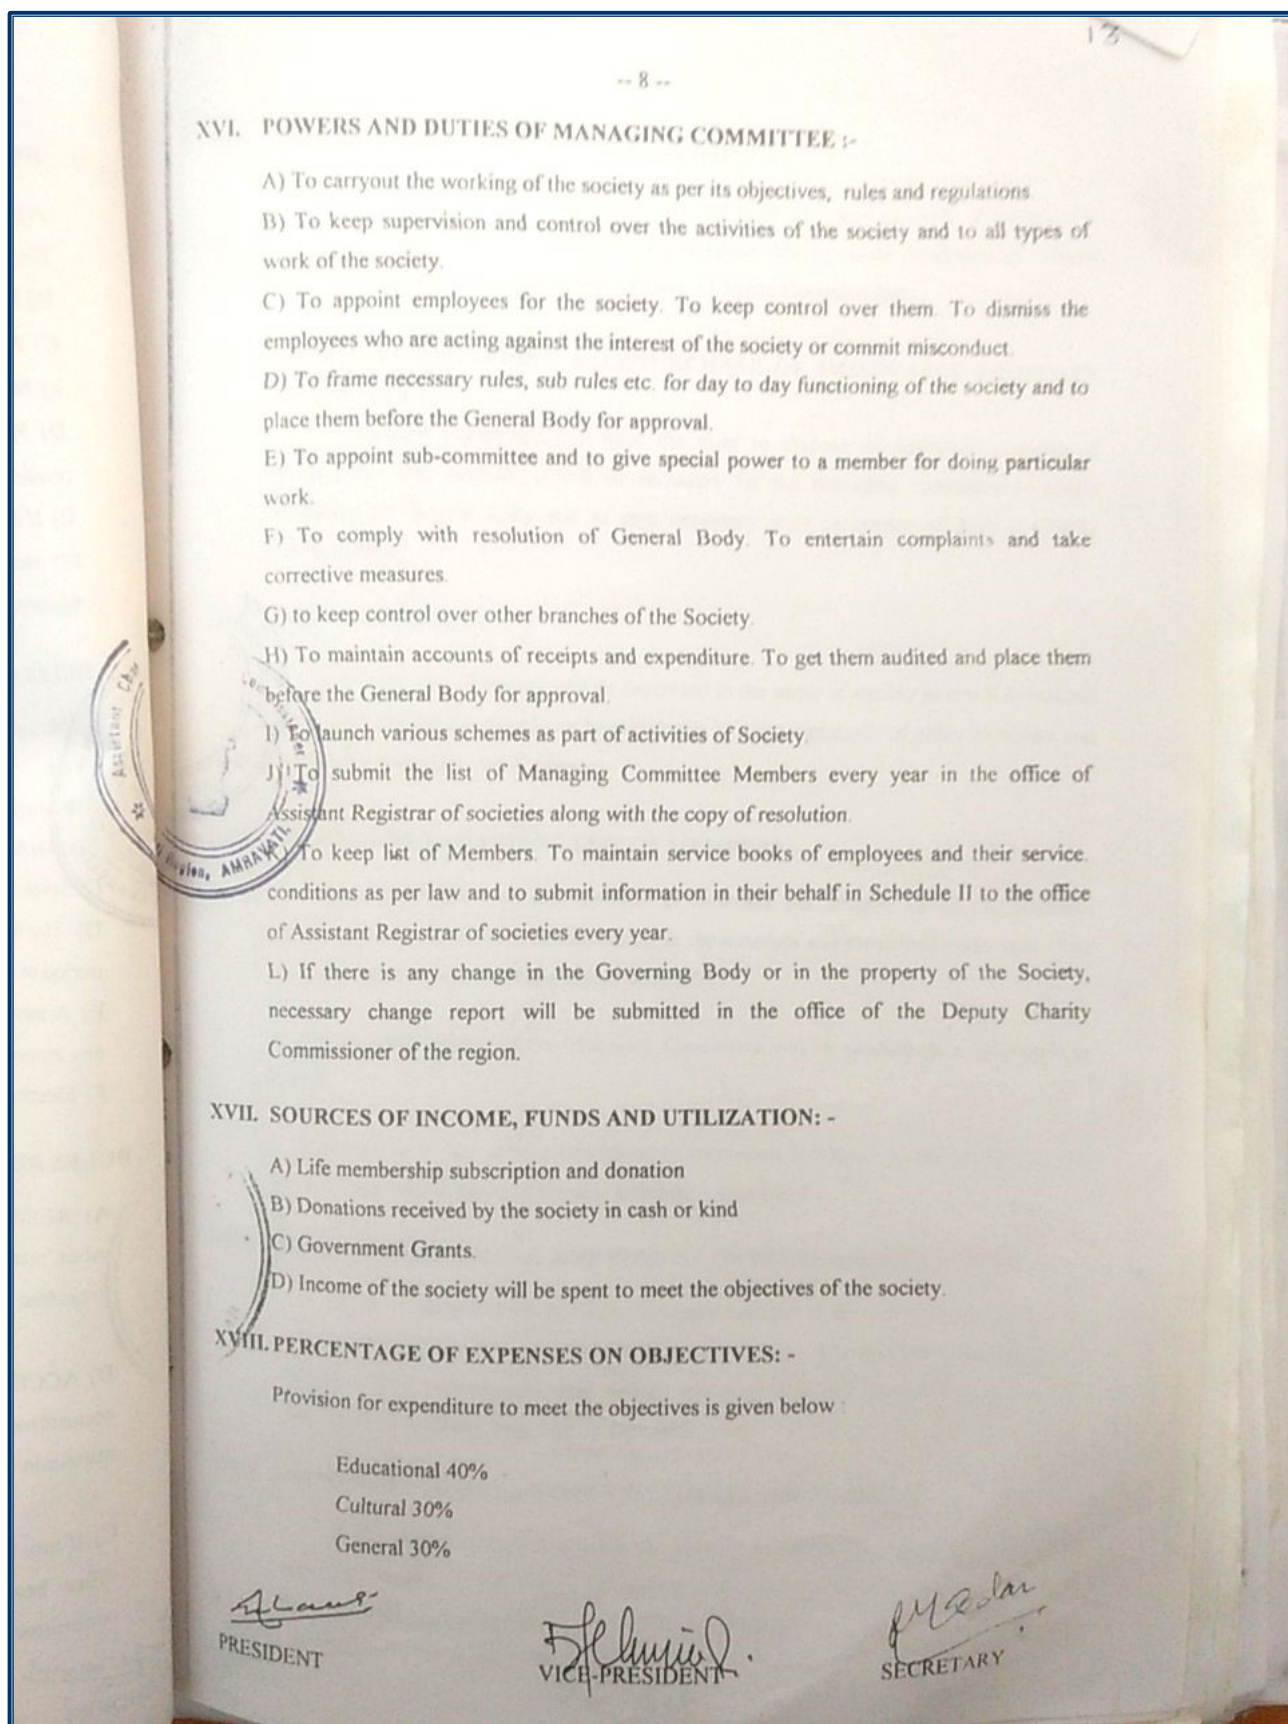 13
-- 8 --
XVI. POWERS AND DUTIES OF MANAGING COMMITTEE :-
A) To carryout the working of the society as per its objectives, rules and regulations.
B) To keep supervision and control over the activities of the society and to all types of
work of the society.
C) To appoint employees for the society. To keep control over them. To dismiss the
employees who are acting against the interest of the society or commit misconduct.
D) To frame necessary rules, sub rules etc. for day to day functioning of the society and to
place them before the General Body for approval.
E) To appoint sub-committee and to give special power to a member for doing particular
work.
F) To comply with resolution of General Body. To entertain complaints and take
corrective measures.
G) to keep control over other branches of the Society.
H) To maintain accounts of receipts and expenditure. To get them audited and place them
before the General Body for approval.
I) To launch various schemes as part of activities of Society.
J) To submit the list of Managing Committee Members every year in the office of
Assistant Registrar of societies along with the copy of resolution.
K) To keep list of Members. To maintain service books of employees and their service.
conditions as per law and to submit information in their behalf in Schedule II to the office
of Assistant Registrar of societies every year.
L) If there is any change in the Governing Body or in the property of the Society,
necessary change report will be submitted in the office of the Deputy Charity
Commissioner of the region.
Assistant
Region, AMRAVATI.
XVII. SOURCES OF INCOME, FUNDS AND UTILIZATION: -
A) Life membership subscription and donation
B) Donations received by the society in cash or kind
C) Government Grants.
D) Income of the society will be spent to meet the objectives of the society.
XVIII. PERCENTAGE OF EXPENSES ON OBJECTIVES: -
Provision for expenditure to meet the objectives is given below :
Educational 40%
Cultural 30%
General 30%
PRESIDENT
VICE-PRESIDENT
SECRETARY